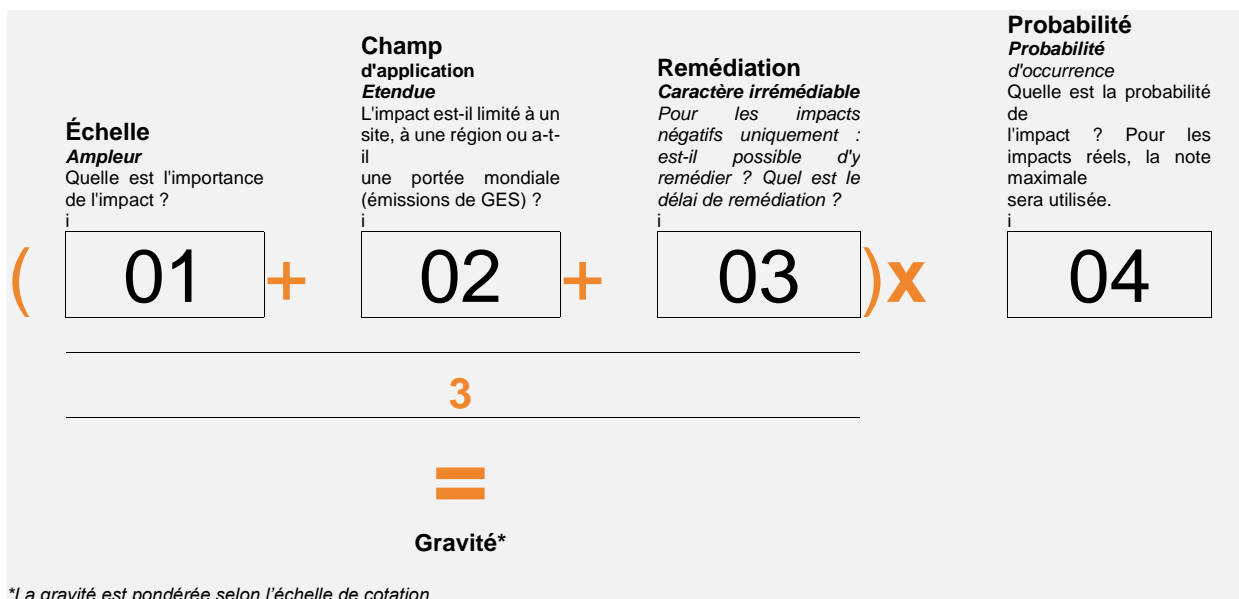 Échelle
Ampleur
Quelle est l'importance
de l'impact ?
i
01
Champ
d'application
Etendue
L'impact est-il limité à un
site, à une région ou a-t-
il
une portée mondiale
(émissions de GES) ?
i
02
Remédiation
Caractère irrémédiable
Pour les impacts
négatifs uniquement :
est-il possible d'y
remédier ? Quel est le
délai de remédiation ?
i
03
Probabilité
Probabilité
d'occurrence
Quelle est la probabilité
de
l'impact ? Pour les
impacts réels, la note
maximale
sera utilisée.
i
04
( + + ) x
3
=
Gravité*
*La gravité est pondérée selon l'échelle de cotation